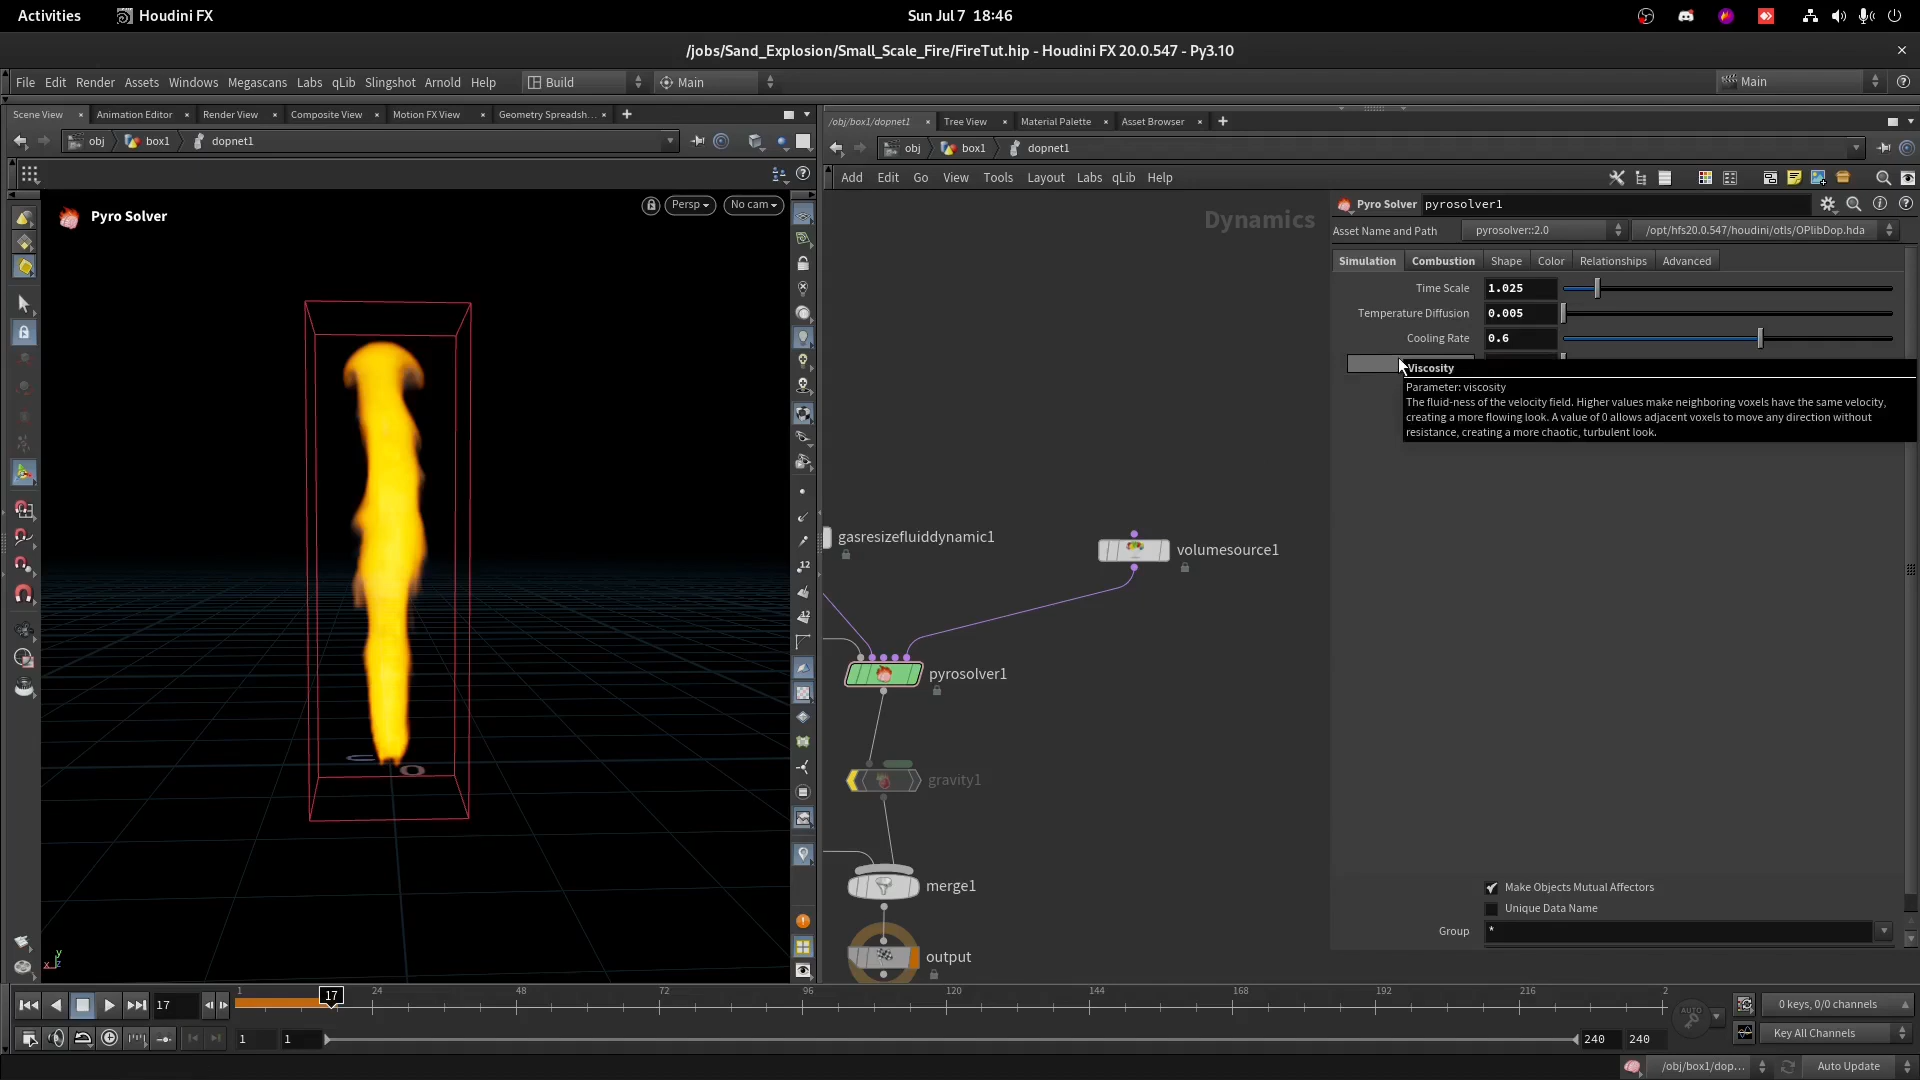 Activities
Houdini FX
Sun Jul 7 18:46
/jobs/Sand_Explosion/Small_Scale_Fire/FireTut.hip - Houdini FX 20.0.547 - Py3.10
File Edit Render Assets Windows Megascans Labs qLib Slingshot Arnold Help
Build
Main
Main
Scene View
Animation Editor
Render View
Composite View
Motion FX View
Geometry Spreadsh...
obj
box1
dopnet1
Pyro Solver
Persp
No cam
12
12
/obj/box1/dopnet1
Tree View
Material Palette
Asset Browser
obj
box1
dopnet1
Add Edit Go View Tools Layout Labs qLib Help
Dynamics
gasresizefluiddynamic1
volumesource1
pyrosolver1
gravity1
merge1
output
Pyro Solver pyrosolver1
Asset Name and Path pyrosolver::2.0 /opt/hfs20.0.547/houdini/otls/OPlibDop.hda
Simulation Combustion Shape Color Relationships Advanced
Time Scale 1.025
Temperature Diffusion 0.005
Cooling Rate 0.6
Viscosity
Parameter: viscosity
The fluid-ness of the velocity field. Higher values make neighboring voxels have the same velocity,
creating a more flowing look. A value of 0 allows adjacent voxels to move any direction without
resistance, creating a more chaotic, turbulent look.
Make Objects Mutual Affectors
Unique Data Name
Group *
y
x z
17
1 17 24 48 72 96 120 144 168 192 216 2
AUTO
0 keys, 0/0 channels
1 1 240 240
Key All Channels
/obj/box1/dop...
Auto Update